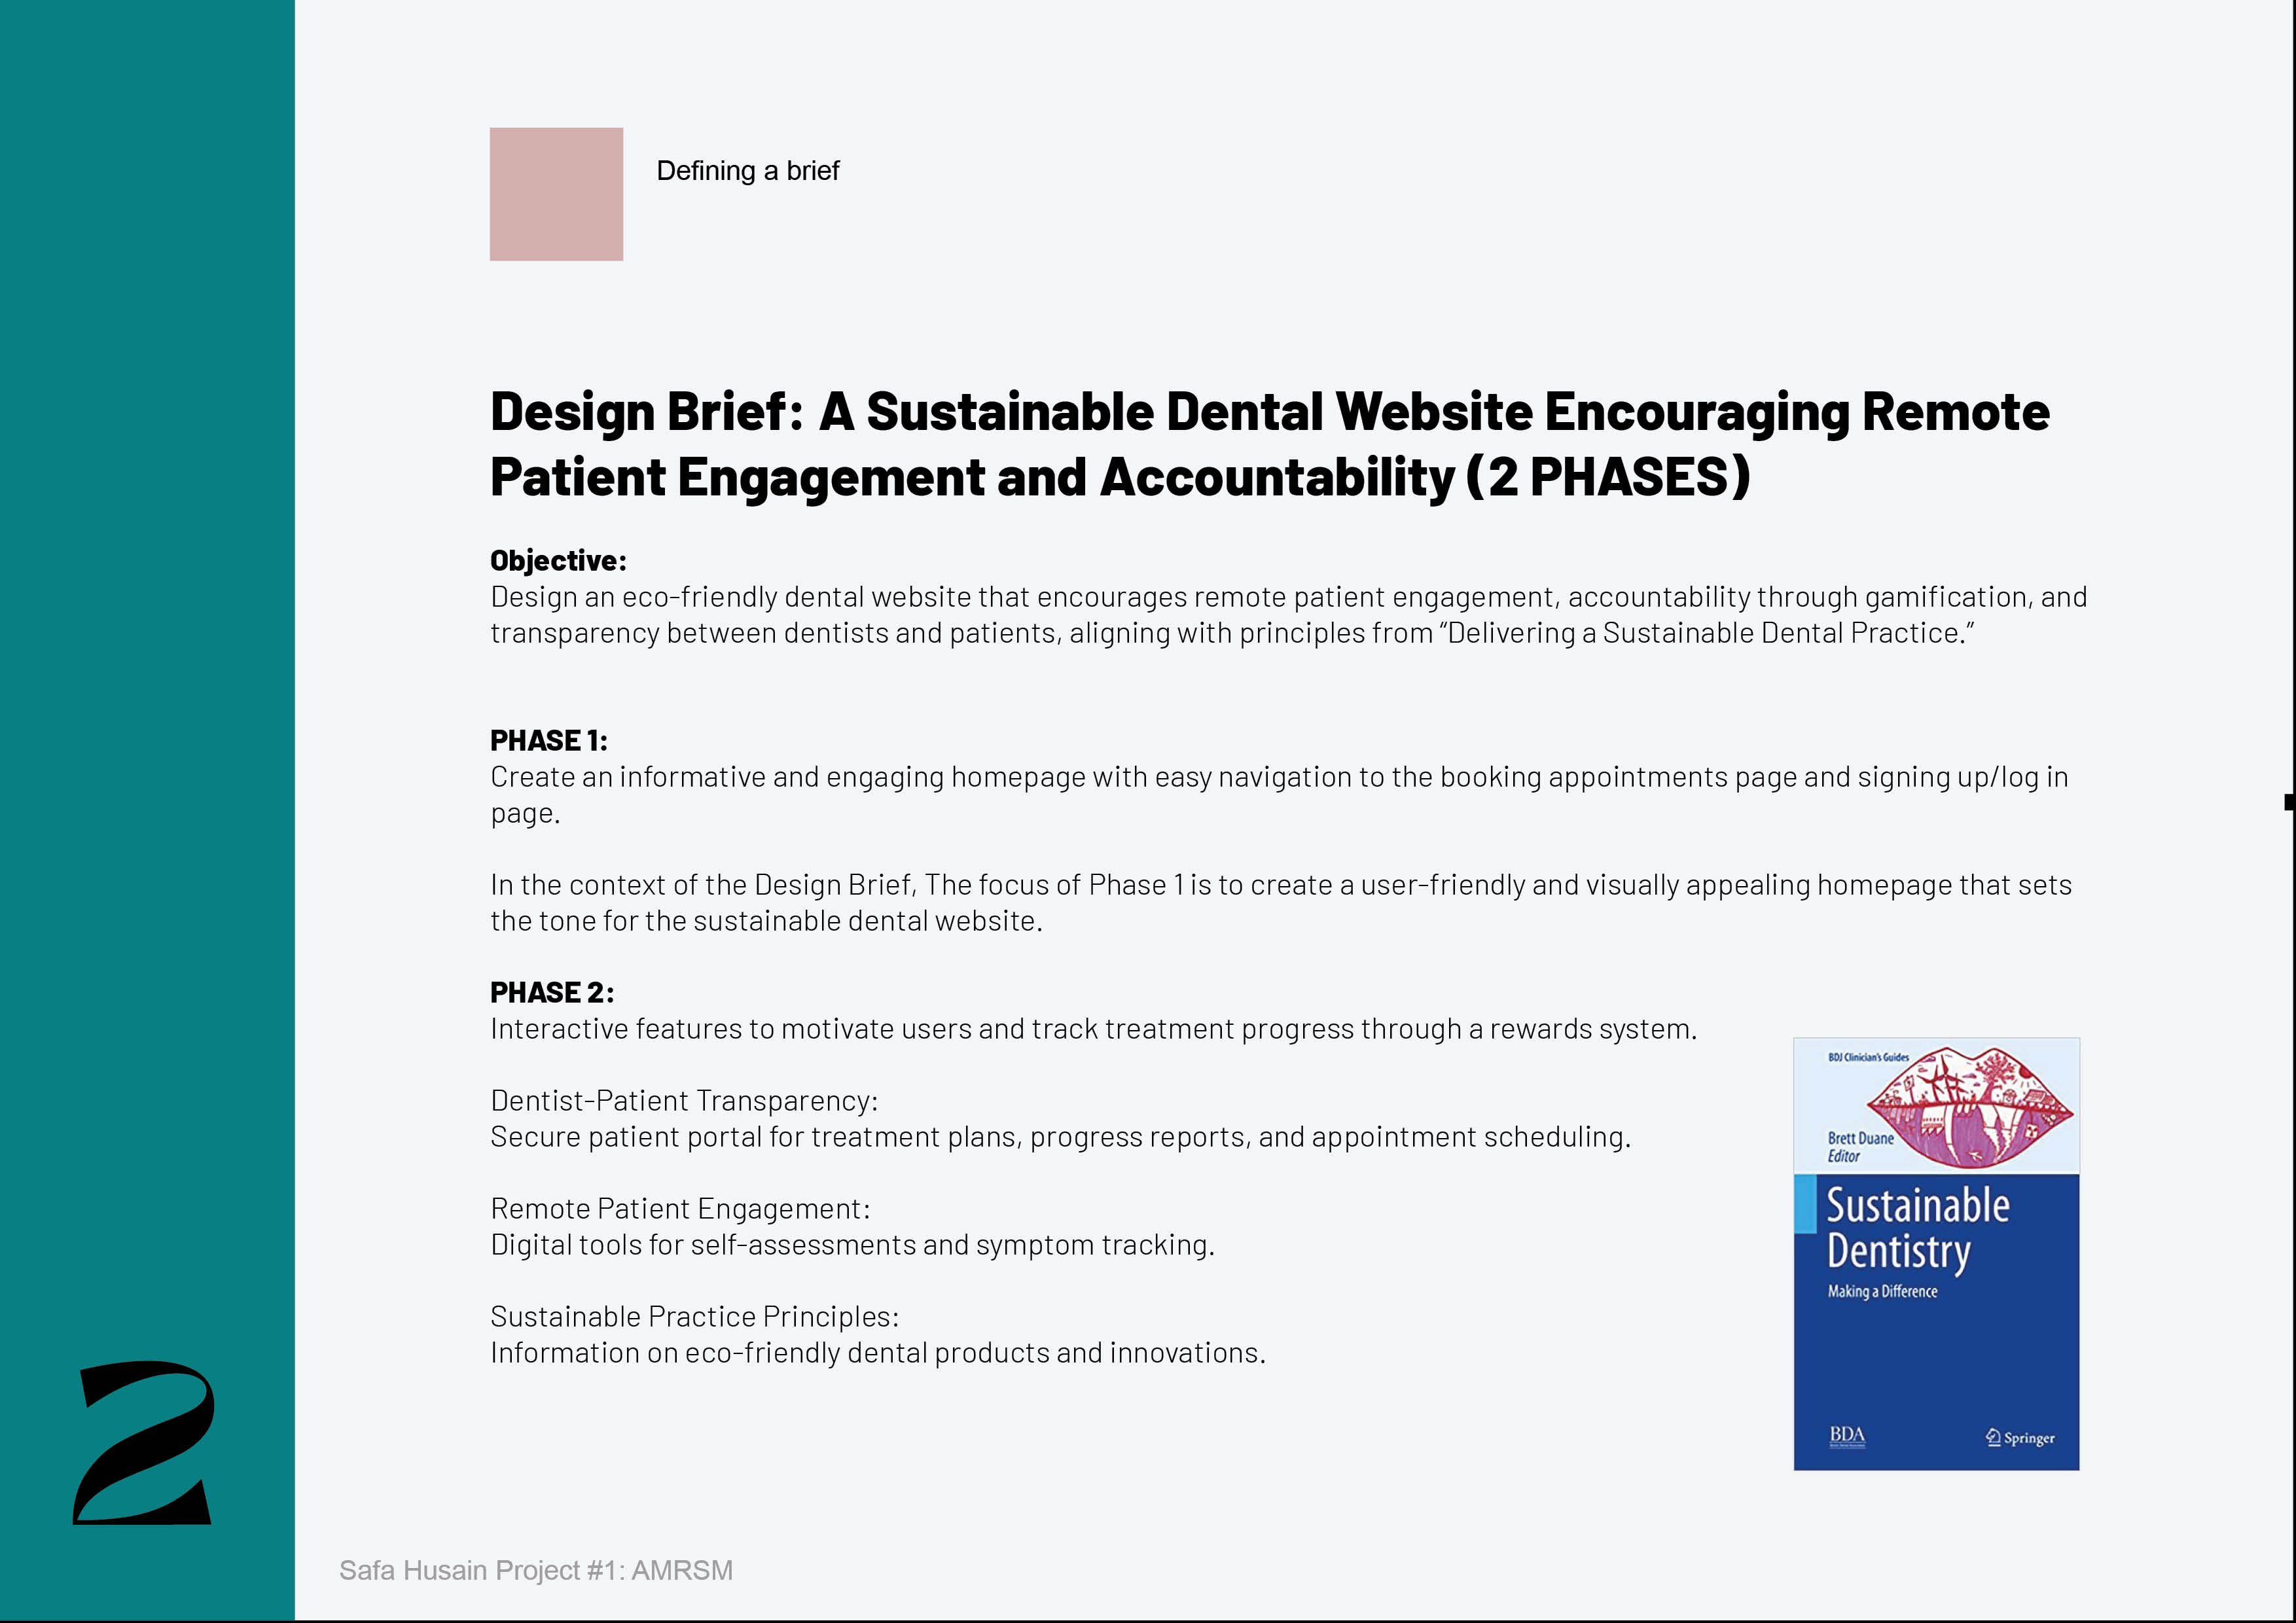 Defining a brief
Design Brief: A Sustainable Dental Website Encouraging Remote
Patient Engagement and Accountability (2 PHASES)
Objective:
Design an eco-friendly dental website that encourages remote patient engagement, accountability through gamification, and
transparency between dentists and patients, aligning with principles from “Delivering a Sustainable Dental Practice.”
PHASE 1:
Create an informative and engaging homepage with easy navigation to the booking appointments page and signing up/log in
page.
In the context of the Design Brief, The focus of Phase 1 is to create a user-friendly and visually appealing homepage that sets
the tone for the sustainable dental website.
PHASE 2:
Interactive features to motivate users and track treatment progress through a rewards system.
Dentist-Patient Transparency:
Secure patient portal for treatment plans, progress reports, and appointment scheduling.
Remote Patient Engagement:
Digital tools for self-assessments and symptom tracking.
Sustainable Practice Principles:
Information on eco-friendly dental products and innovations.
BDJ Clinician's Guides
Brett Duane
Editor
Sustainable
Dentistry
Making a Difference
BDA
Springer
2
Safa Husain Project #1: AMRSM